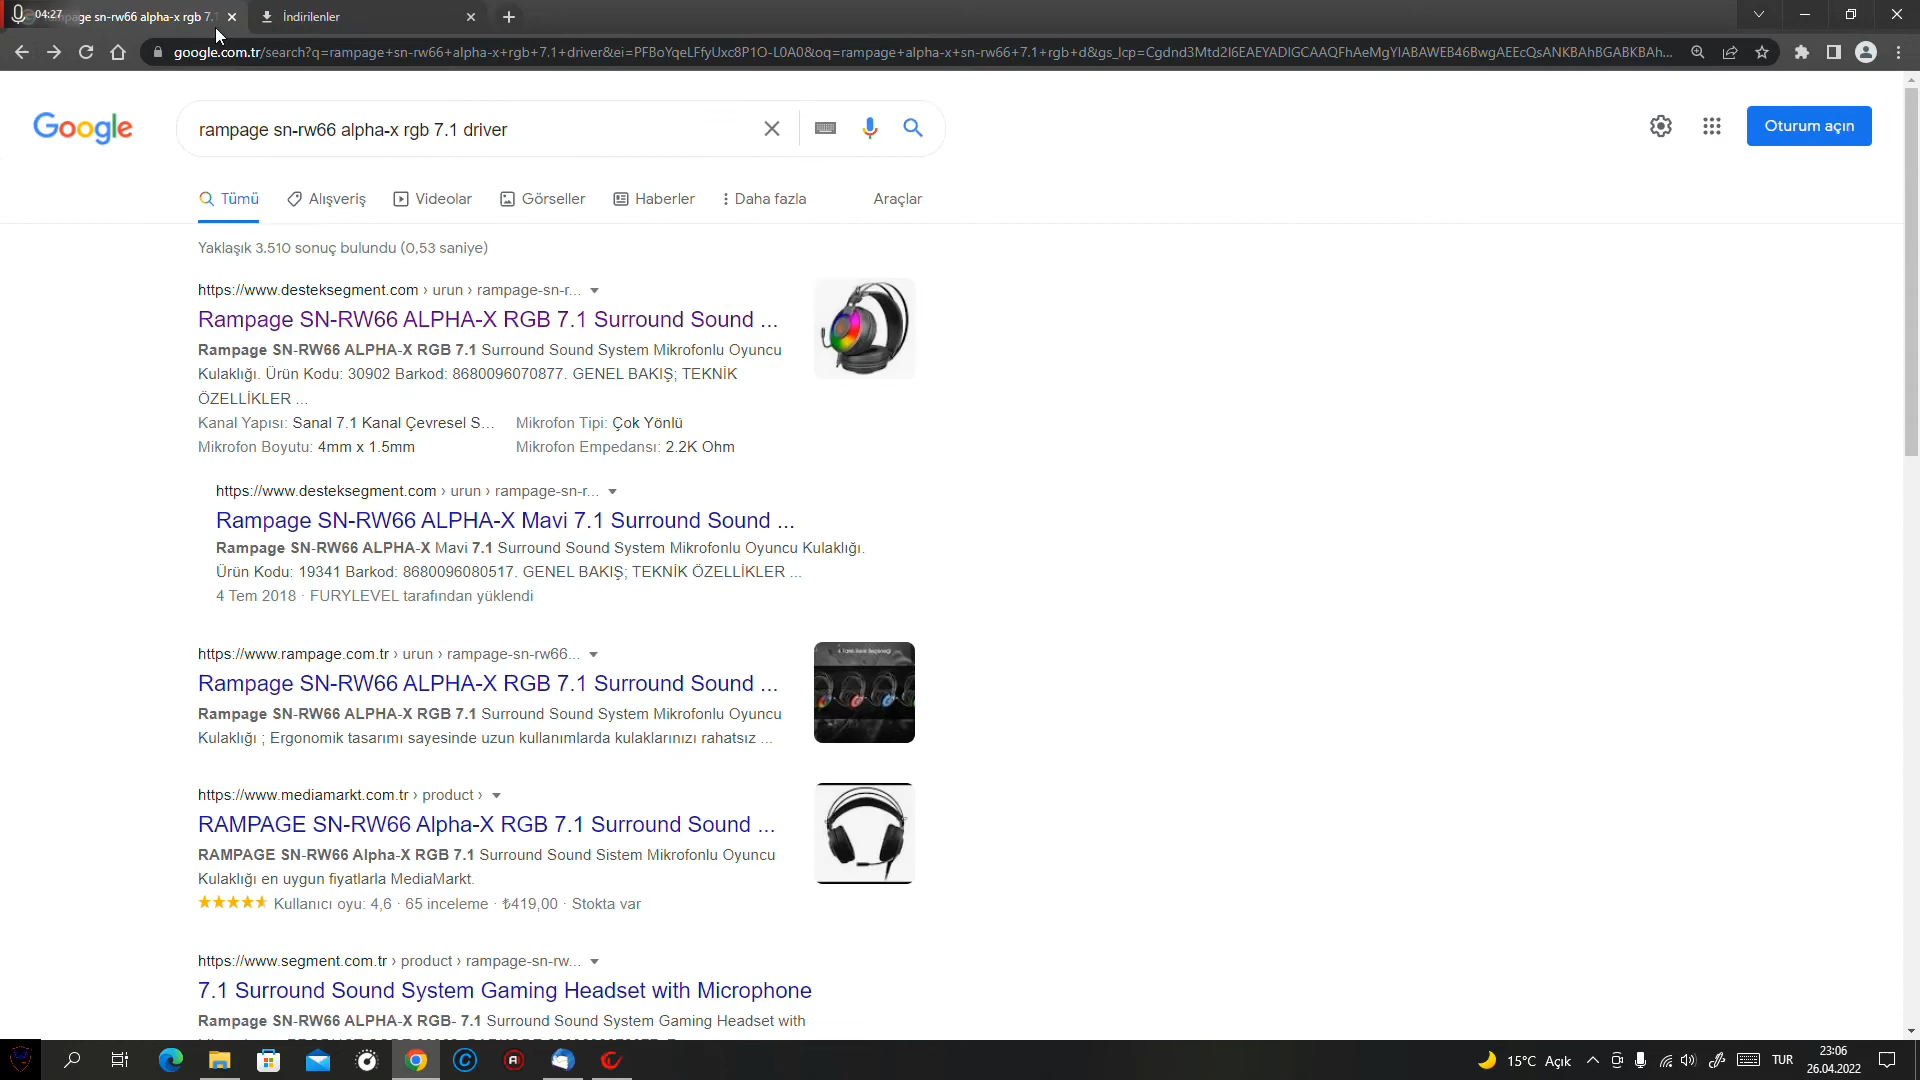 04:27
page sn-rw66 alpha-x rgb 7.1
İndirilenler
google.com.tr/search?q=rampage+sn-rw66+alpha-x+rgb+7.1+driver&ei=PFBoYqeLFfyUxc8P1O-L0A0&oq=rampage+alpha-x+sn-rw66+7.1+rgb+d&gs_lcp=Cgdnd3Mtd2l6EAEYADIGCAAQFhAeMgYIABAWEB46BwgAEEcQsANKBAhBGABKBAh...
Google
rampage sn-rw66 alpha-x rgb 7.1 driver
Oturum açın
Tümü
Alışveriş
Videolar
Görseller
Haberler
Daha fazla
Araçlar
Yaklaşık 3.510 sonuç bulundu (0,53 saniye)
https://www.desteksegment.com › urun › rampage-sn-r...
Rampage SN-RW66 ALPHA-X RGB 7.1 Surround Sound ...
Rampage SN-RW66 ALPHA-X RGB 7.1 Surround Sound System Mikrofonlu Oyuncu
Kulaklığı. Ürün Kodu: 30902 Barkod: 8680096070877. GENEL BAKIŞ; TEKNİK
ÖZELLİKLER ...
Kanal Yapısı: Sanal 7.1 Kanal Çevresel S... Mikrofon Tipi: Çok Yönlü
Mikrofon Boyutu: 4mm x 1.5mm Mikrofon Empedansı: 2.2K Ohm
https://www.desteksegment.com › urun › rampage-sn-r...
Rampage SN-RW66 ALPHA-X Mavi 7.1 Surround Sound ...
Rampage SN-RW66 ALPHA-X Mavi 7.1 Surround Sound System Mikrofonlu Oyuncu Kulaklığı.
Ürün Kodu: 19341 Barkod: 8680096080517. GENEL BAKIŞ; TEKNİK ÖZELLİKLER ...
4 Tem 2018 · FURYLEVEL tarafından yüklendi
https://www.rampage.com.tr › urun › rampage-sn-rw66...
Rampage SN-RW66 ALPHA-X RGB 7.1 Surround Sound ...
Rampage SN-RW66 ALPHA-X RGB 7.1 Surround Sound System Mikrofonlu Oyuncu
Kulaklığı ; Ergonomik tasarımı sayesinde uzun kullanımlarda kulaklarınızı rahatsız ...
https://www.mediamarkt.com.tr › product ›
RAMPAGE SN-RW66 Alpha-X RGB 7.1 Surround Sound ...
RAMPAGE SN-RW66 Alpha-X RGB 7.1 Surround Sound Sistem Mikrofonlu Oyuncu
Kulaklığı en uygun fiyatlarla MediaMarkt.
Kullanıcı oyu: 4,6 · 65 inceleme · ₺419,00 · Stokta var
https://www.segment.com.tr › product › rampage-sn-rw...
7.1 Surround Sound System Gaming Headset with Microphone
Rampage SN-RW66 ALPHA-X RGB- 7.1 Surround Sound System Gaming Headset with
15°C Açık
TUR
23:06
26.04.2022